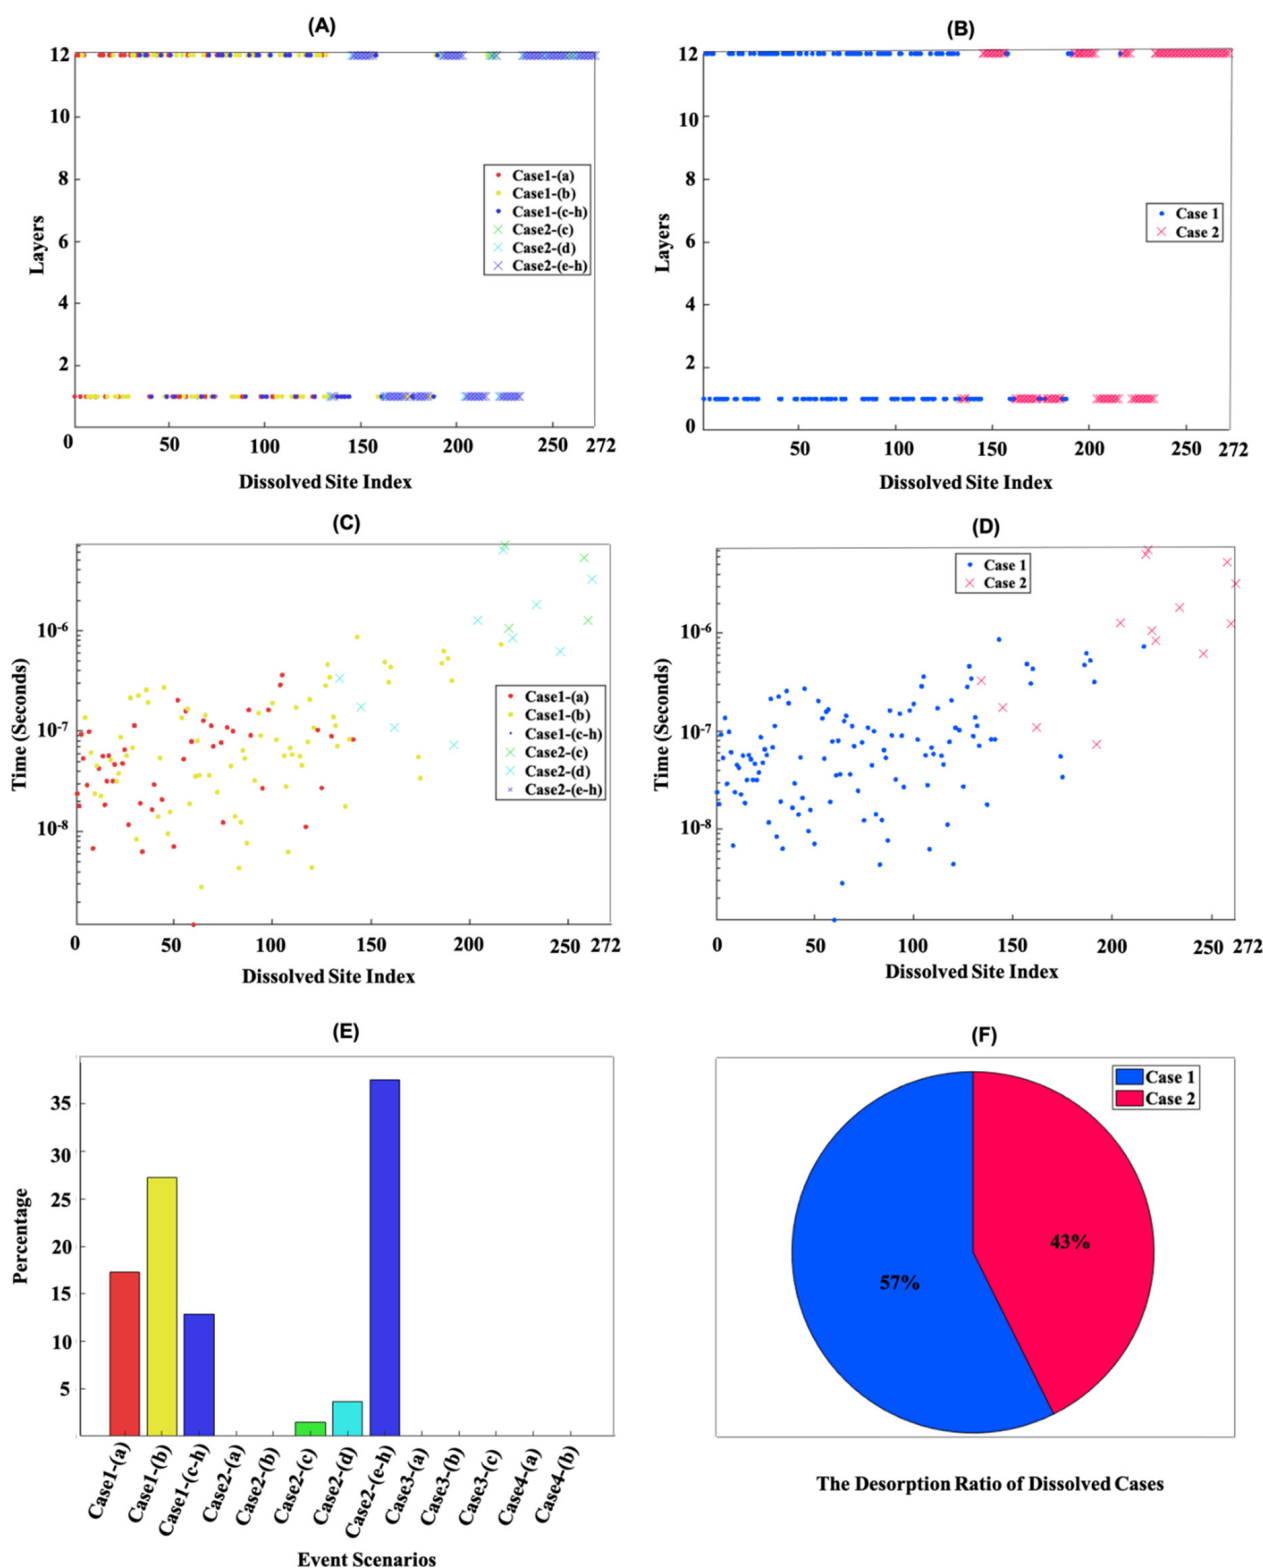 (A)
12
10
8
6
4
2
0
50
100
150
200
250
272
Layers
Dissolved Site Index
Case1-(a)
Case1-(b)
Case1-(c-h)
Case2-(c)
Case2-(d)
Case2-(e-h)
(B)
12
10
8
6
4
2
0
50
100
150
200
250
272
Layers
Dissolved Site Index
Case 1
Case 2
(C)
10-6
10-7
10-8
0
50
100
150
200
250
272
Time (Seconds)
Dissolved Site Index
Case1-(a)
Case1-(b)
Case1-(c-h)
Case2-(c)
Case2-(d)
Case2-(e-h)
(D)
10-6
10-7
10-8
0
50
100
150
200
250
272
Time (Seconds)
Dissolved Site Index
Case 1
Case 2
(E)
35
30
25
20
15
10
5
Percentage
Case1-(a)
Case1-(b)
Case1-(c-h)
Case2-(a)
Case2-(b)
Case2-(c)
Case2-(d)
Case2-(e-h)
Case3-(a)
Case3-(b)
Case3-(c)
Case4-(a)
Case4-(b)
Event Scenarios
(F)
Case 1
Case 2
43%
57%
The Desorption Ratio of Dissolved Cases